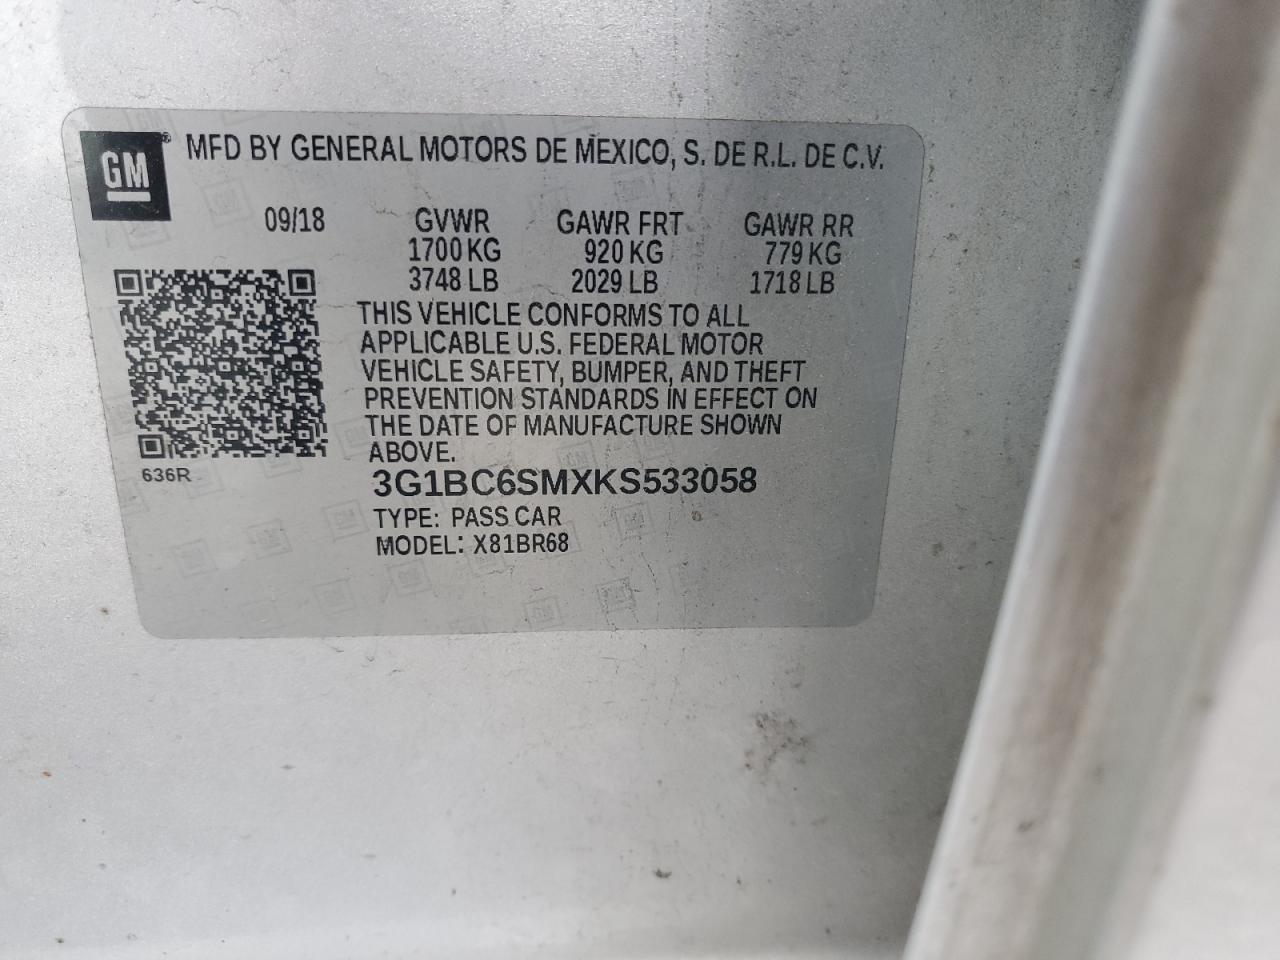 GM® MFD BY GENERAL MOTORS DE MEXICO, S. DE R.L. DE C.V.
09/18 GVWR GAWR FRT GAWR RR
1700 KG 920 KG 779 KG
3748 LB 2029 LB 1718 LB
THIS VEHICLE CONFORMS TO ALL
APPLICABLE U.S. FEDERAL MOTOR
VEHICLE SAFETY, BUMPER, AND THEFT
PREVENTION STANDARDS IN EFFECT ON
THE DATE OF MANUFACTURE SHOWN
ABOVE.
636R
3G1BC6SMXKS533058
TYPE: PASS CAR
MODEL: X81BR68